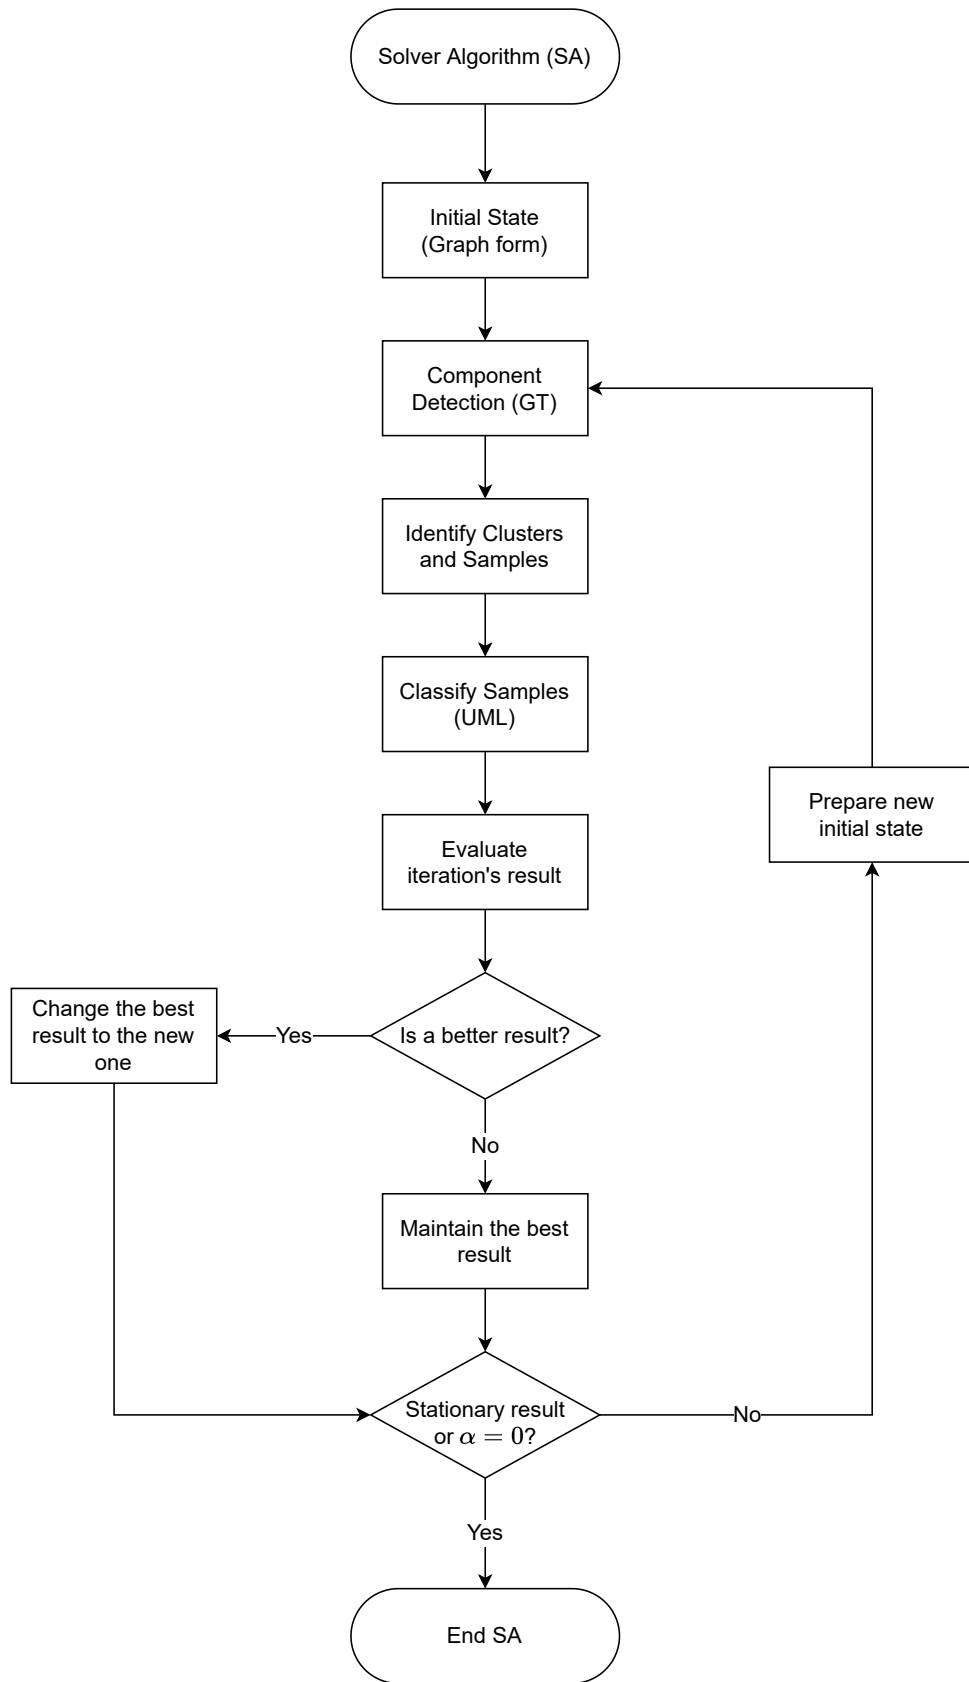 Solver Algorithm (SA)
Initial State
(Graph form)
Component
Detection (GT)
Identify Clusters
and Samples
Classify Samples
(UML)
Prepare new
initial state
Evaluate
iteration's result
Change the best
result to the new
one
Yes
Is a better result?
No
Maintain the best
result
Stationary result
or α = 0?
No
Yes
End SA